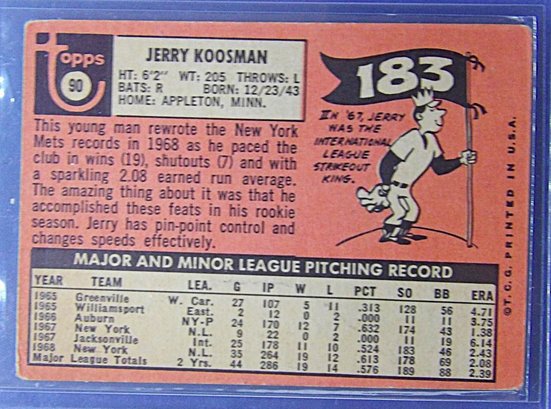 topps
90
JERRY KOOSMAN
HT: 6'2" WT: 205 THROWS: L
BATS: R BORN: 12/23/43
HOME: APPLETON, MINN.
This young man rewrote the New York
Mets records in 1968 as he paced the
club in wins (19), shutouts (7) and with
a sparkling 2.08 earned run average.
The amazing thing about it was that he
accomplished these feats in his rookie
season. Jerry has pin-point control and
changes speeds effectively.
183
IN '67, JERRY
WAS THE
INTERNATIONAL
LEAGUE
STRIKEOUT
KING.
©T.C.G. PRINTED IN U.S.A.
MAJOR AND MINOR LEAGUE PITCHING RECORD
YEAR TEAM LEA. G IP W L PCT SO BB ERA
1965 Greenville W. Car. 27 107 5 11 .313 128 56 4.71
1965 Williamsport East. 2 12 0 2 .000 11 11 3.75
1966 Auburn NY-P 24 170 12 7 .632 174 43 1.38
1967 New York N.L. 9 22 0 2 .000 11 19 6.14
1967 Jacksonville Int. 25 178 11 10 .524 183 46 2.43
1968 New York N.L. 35 264 19 12 .613 178 69 2.08
Major League Totals 2 Yrs. 44 286 19 14 .576 189 88 2.39